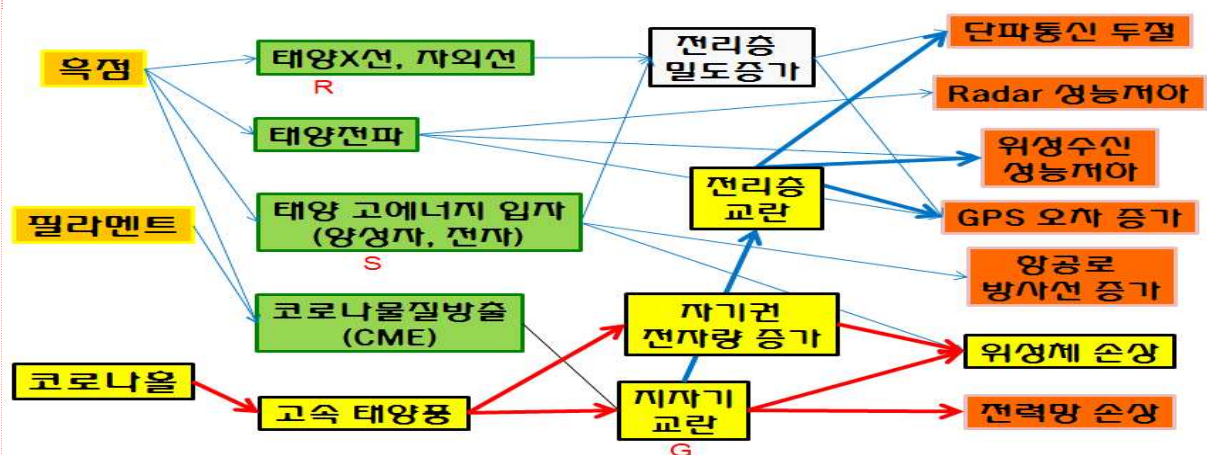 흑점
필라멘트
코로나홀
태양X선, 자외선
R
태양전파
태양 고에너지 입자
(양성자, 전자)
S
코로나물질방출
(CME)
고속 태양풍
전리층
밀도증가
전리층
교란
자기권
전자량 증가
지자기
교란
G
단파통신 두절
Radar 성능저하
위성수신
성능저하
GPS 오차 증가
항공로
방사선 증가
위성체 손상
전력망 손상